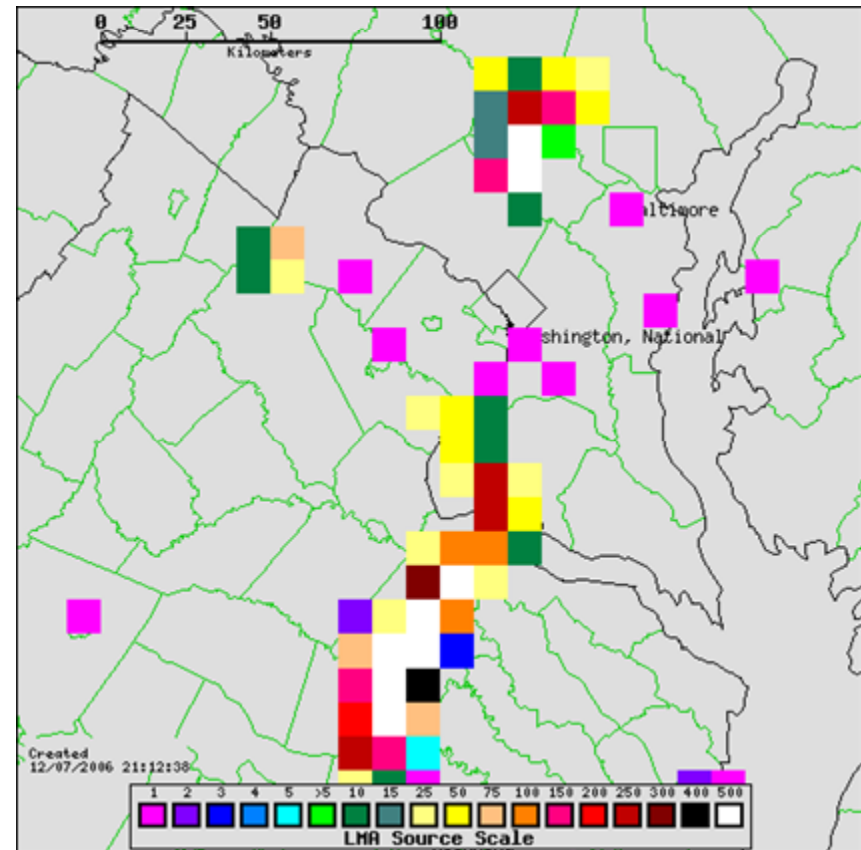 0 25 50 100
Kilometers
altimore
shington, National
Created
12/07/2006 21:12:38
1 2 3 4 5 >5 10 15 25 50 75 100 150 200 250 300 400 500
LMA Source Scale